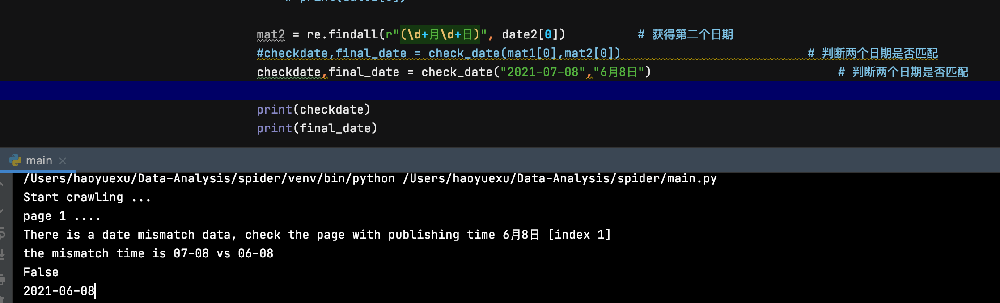 # print(date2[0])
mat2 = re.findall(r"(\d+月\d+日)", date2[0]) # 获得第二个日期
#checkdate,final_date = check_date(mat1[0],mat2[0]) # 判断两个日期是否匹配
checkdate,final_date = check_date("2021-07-08","6月8日") # 判断两个日期是否匹配
print(checkdate)
print(final_date)
main
/Users/haoyuexu/Data-Analysis/spider/venv/bin/python /Users/haoyuexu/Data-Analysis/spider/main.py
Start crawling ...
page 1 ....
There is a date mismatch data, check the page with publishing time 6月8日 [index 1]
the mismatch time is 07-08 vs 06-08
False
2021-06-08